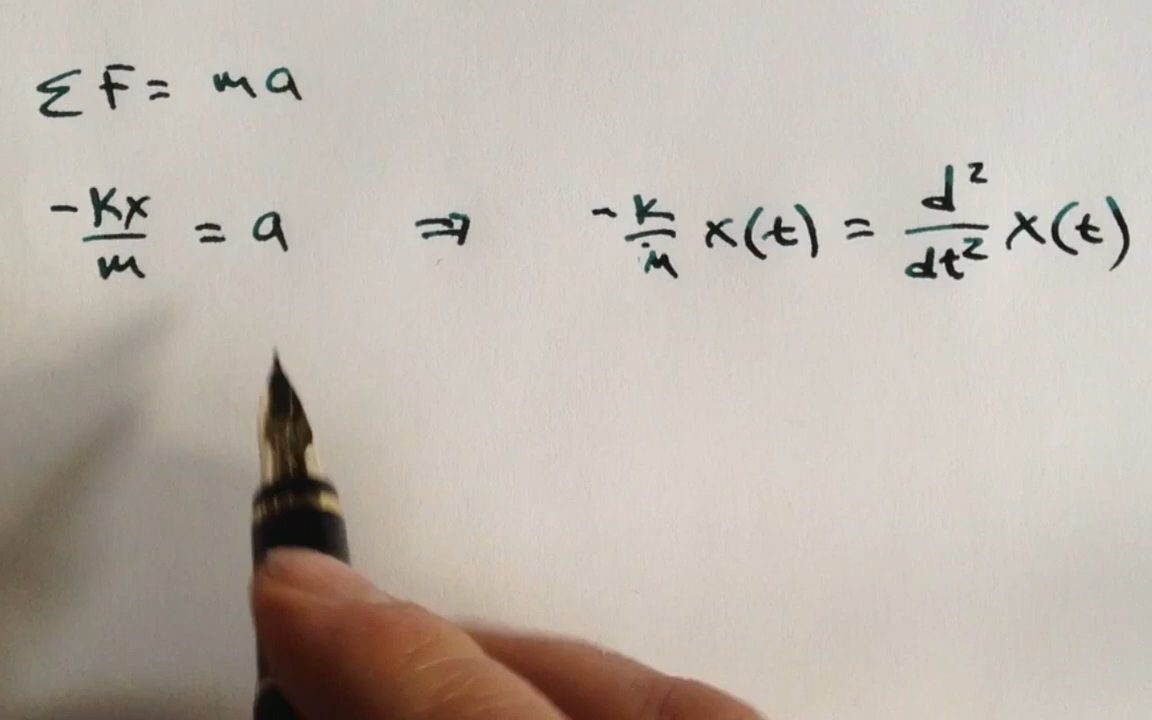 ΣF = ma
-Kx/m = a ⇒ -K/m x(t) = d²/dt² x(t)